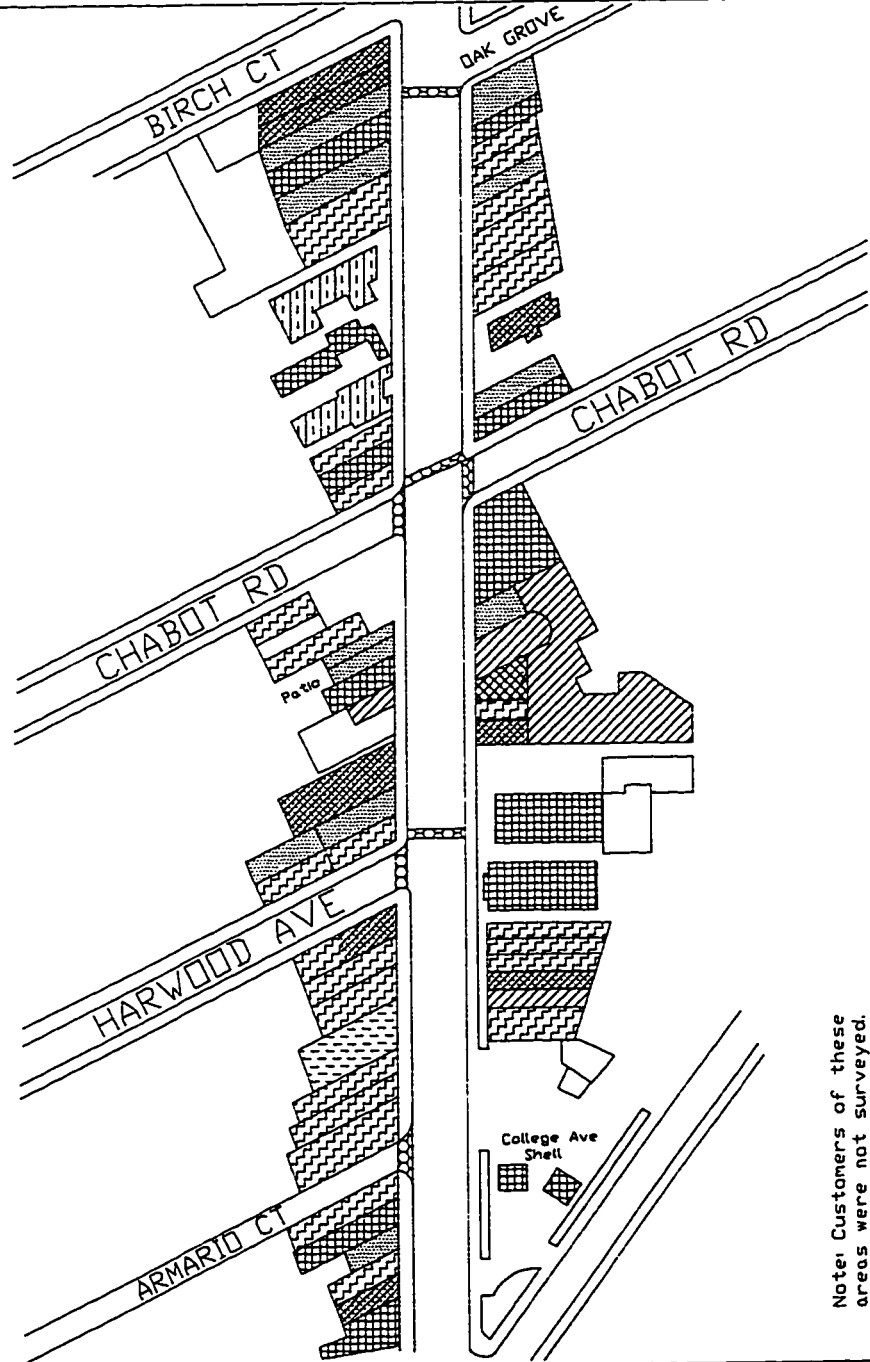 OAK GROVE
BIRCH CT
CHABOT RD
CHABOT RD
Patio
HARWOOD AVE
College Ave
Shell
ARMARIO CT
Note: Customers of these
areas were not surveyed.